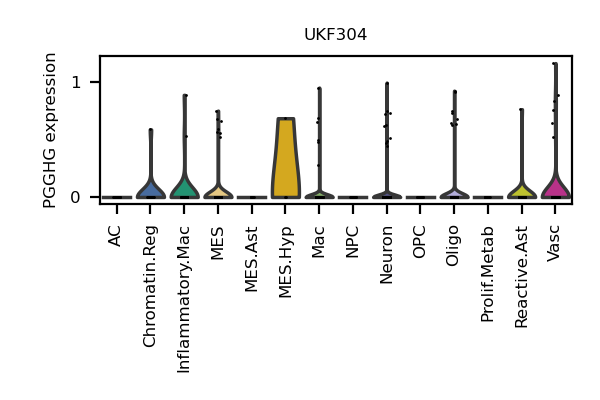 UKF304
PGGHG expression
1
0
AC
Chromatin.Reg
Inflammatory.Mac
MES
MES.Ast
MES.Hyp
Mac
NPC
Neuron
OPC
Oligo
Prolif.Metab
Reactive.Ast
Vasc